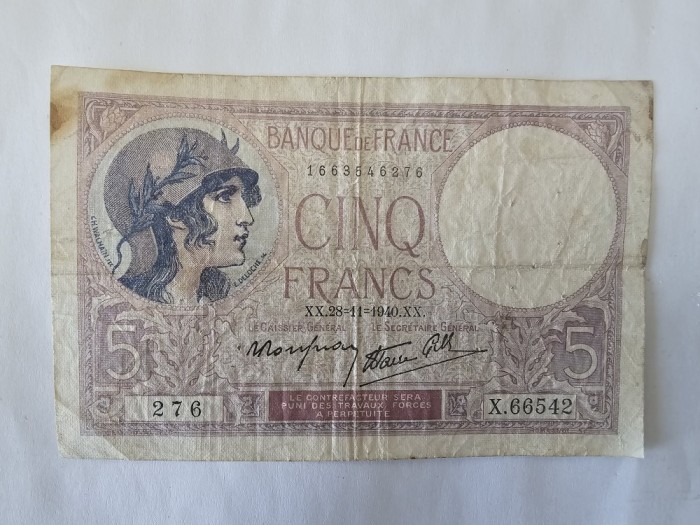 BANQUE DE FRANCE
1663546276
CINQ
FRANCS
XX.28=11=1940.XX.
LE CAISSIER GÉNÉRAL
LE SECRÉTAIRE GÉNÉRAL
5
5
276
LE CONTREFACTEUR SERA
PUNI DES TRAVAUX FORCÉS
A PERPÉTUITÉ
X.66542